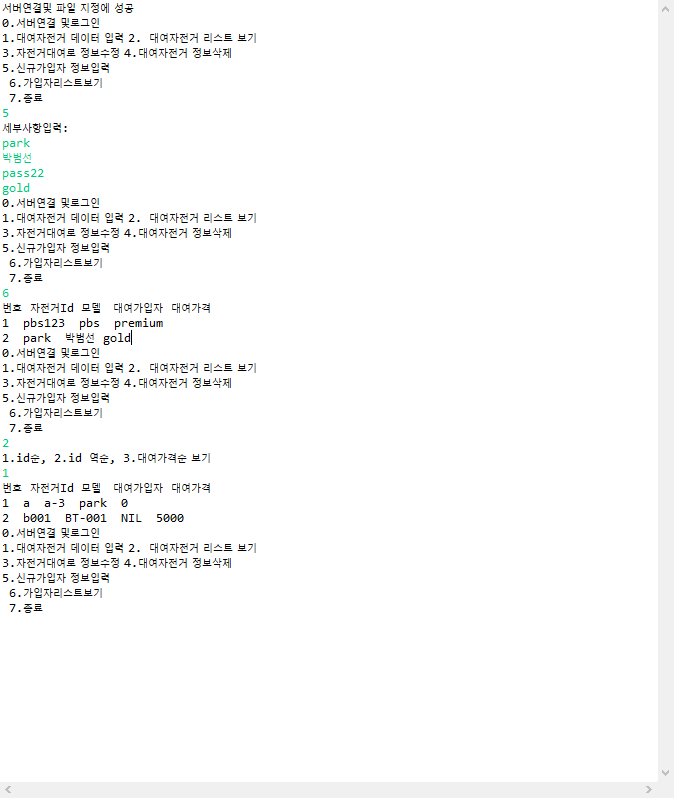 서버연결및 파일 지정에 성공
0.서버연결 및로그인
1.대여자전거 데이터 입력 2. 대여자전거 리스트 보기
3.자전거대여로 정보수정 4.대여자전거 정보삭제
5.신규가입자 정보입력
6.가입자리스트보기
7.종료
5
세부사항입력:
park
박범선
pass22
gold
0.서버연결 및로그인
1.대여자전거 데이터 입력 2. 대여자전거 리스트 보기
3.자전거대여로 정보수정 4.대여자전거 정보삭제
5.신규가입자 정보입력
6.가입자리스트보기
7.종료
6
번호 자전거Id 모델 대여가입자 대여가격
1 pbs123 pbs premium
2 park 박범선 gold
0.서버연결 및로그인
1.대여자전거 데이터 입력 2. 대여자전거 리스트 보기
3.자전거대여로 정보수정 4.대여자전거 정보삭제
5.신규가입자 정보입력
6.가입자리스트보기
7.종료
2
1.id순, 2.id 역순, 3.대여가격순 보기
1
번호 자전거Id 모델 대여가입자 대여가격
1 a a-3 park 0
2 b001 BT-001 NIL 5000
0.서버연결 및로그인
1.대여자전거 데이터 입력 2. 대여자전거 리스트 보기
3.자전거대여로 정보수정 4.대여자전거 정보삭제
5.신규가입자 정보입력
6.가입자리스트보기
7.종료